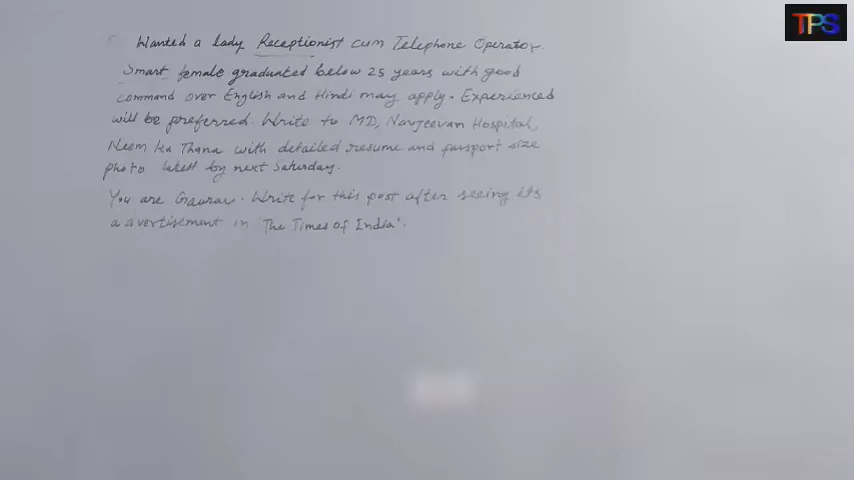 TPS
Wanted a lady Receptionist cum Telephone Operator.
Smart female graduated below 25 years with good
command over English and Hindi may apply. Experienced
will be preferred. Write to MD, Navjeevan Hospital,
Neem Ka Thana with detailed resume and passport size
photo latest by next Saturday.
You are Gaurav. Write for this post after seeing its
a avertisement in 'The Times of India'.